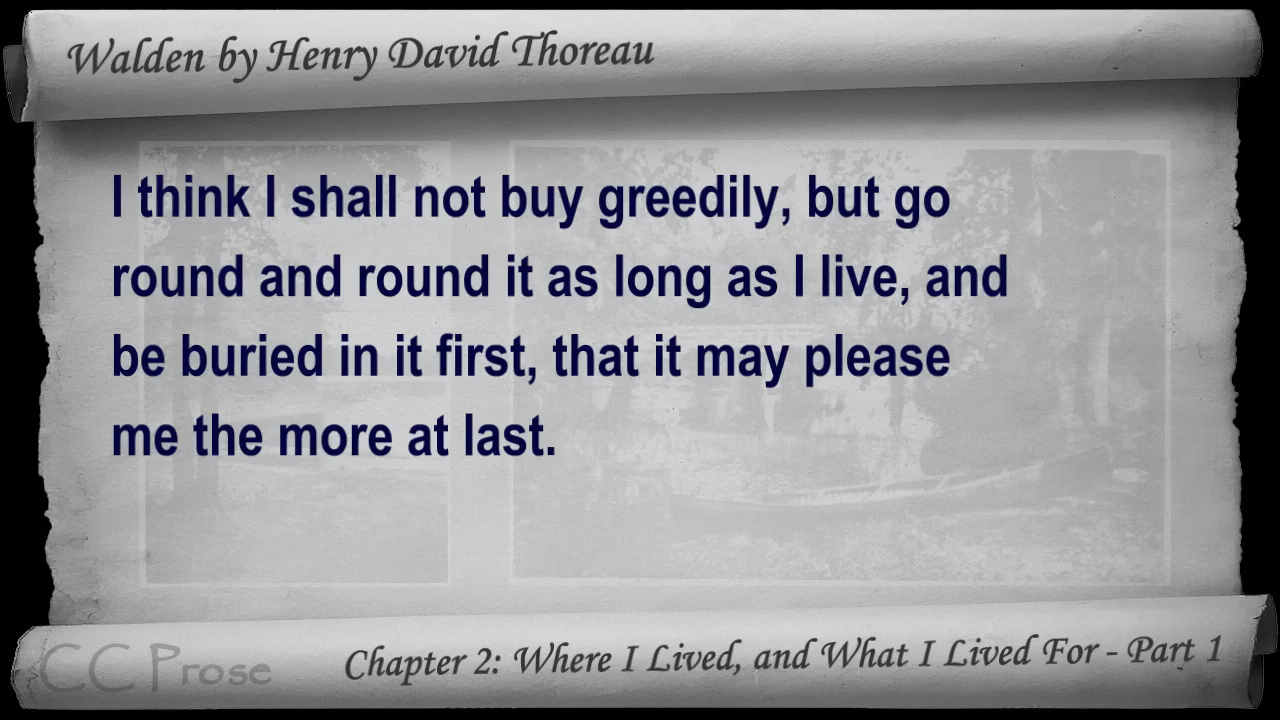 Walden by Henry David Thoreau
I think I shall not buy greedily, but go
round and round it as long as I live, and
be buried in it first, that it may please
me the more at last.
CC Prose
Chapter 2: Where I Lived, and What I Lived For - Part 1